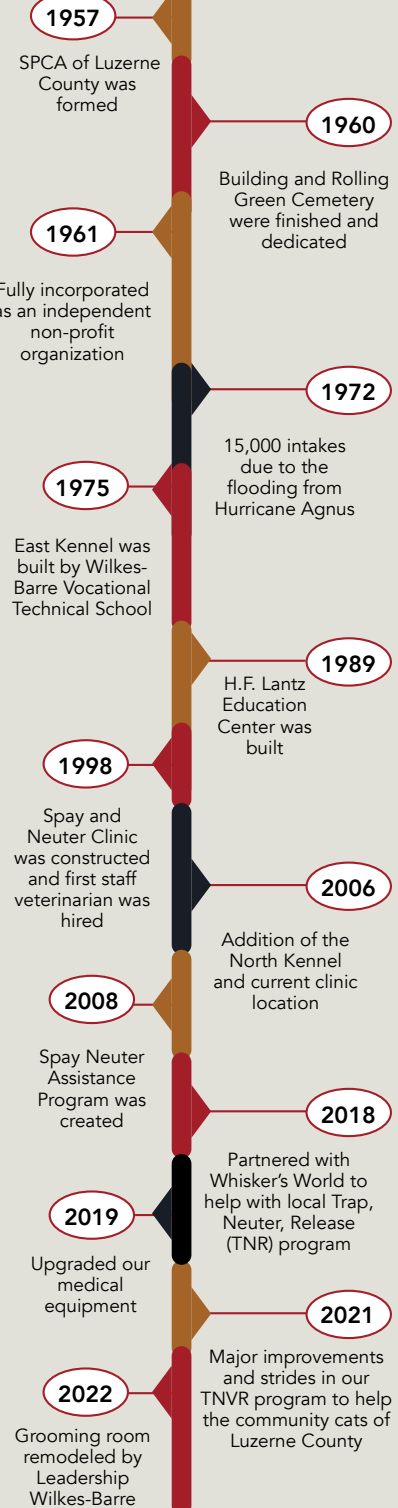 1957
SPCA of Luzerne
County was
formed
1960
Building and Rolling
Green Cemetery
were finished and
dedicated
1961
Fully incorporated
as an independent
non-profit
organization
1972
15,000 intakes
due to the
flooding from
Hurricane Agnus
1975
East Kennel was
built by Wilkes-
Barre Vocational
Technical School
1989
H.F. Lantz
Education
Center was
built
1998
Spay and
Neuter Clinic
was constructed
and first staff
veterinarian was
hired
2006
Addition of the
North Kennel
and current clinic
location
2008
Spay Neuter
Assistance
Program was
created
2018
Partnered with
Whisker's World to
help with local Trap,
Neuter, Release
(TNR) program
2019
Upgraded our
medical
equipment
2021
Major improvements
and strides in our
TNVR program to help
the community cats of
Luzerne County
2022
Grooming room
remodeled by
Leadership
Wilkes-Barre